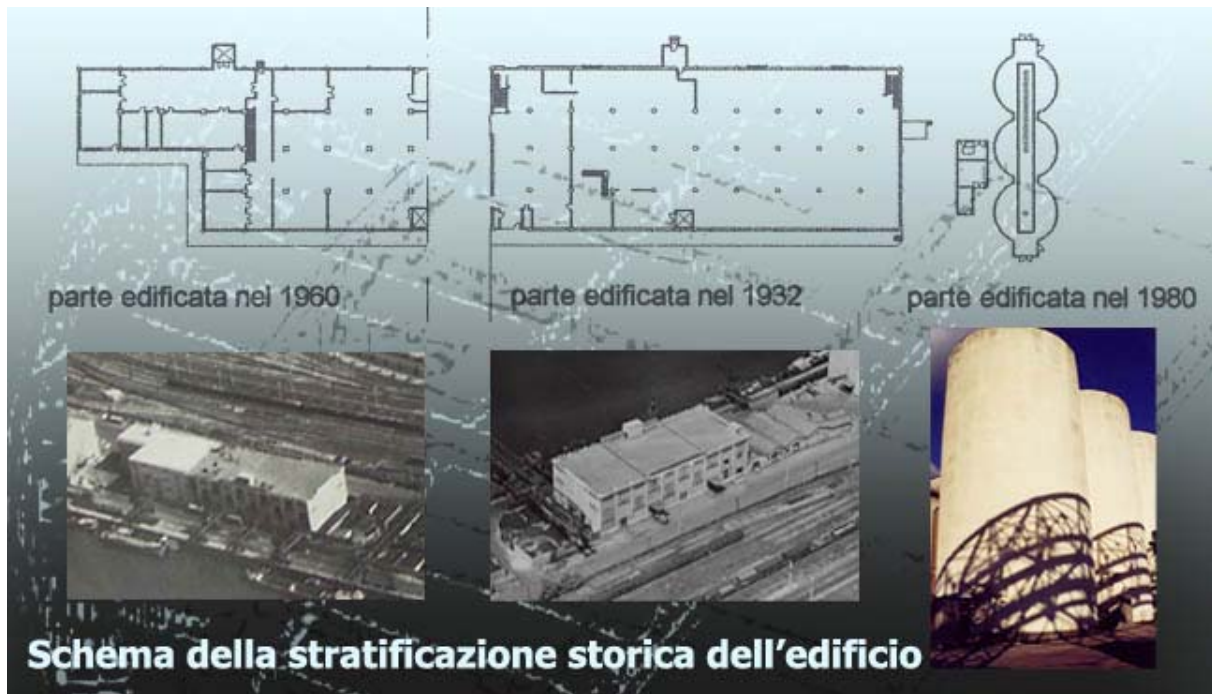 parte edificata nel 1960
parte edificata nel 1932
parte edificata nel 1980
Schema della stratificazione storica dell'edificio